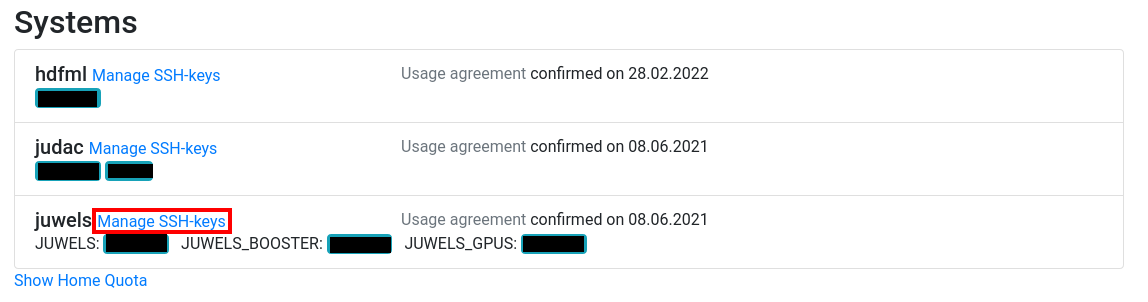 Systems
hdfml Manage SSH-keys Usage agreement confirmed on 28.02.2022
judac Manage SSH-keys Usage agreement confirmed on 08.06.2021
juwels Manage SSH-keys Usage agreement confirmed on 08.06.2021
JUWELS: JUWELS_BOOSTER: JUWELS_GPUS:
Show Home Quota